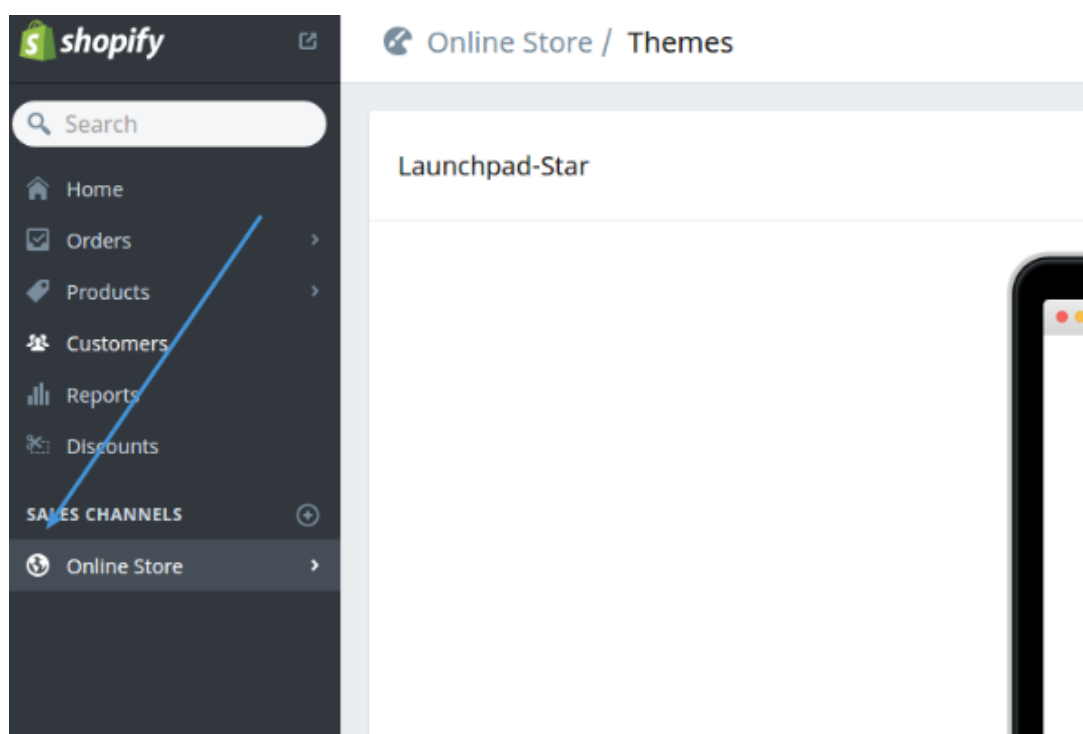 shopify
Online Store / Themes
Search
Launchpad-Star
Home
Orders
Products
Customers
Reports
Discounts
SALES CHANNELS
Online Store